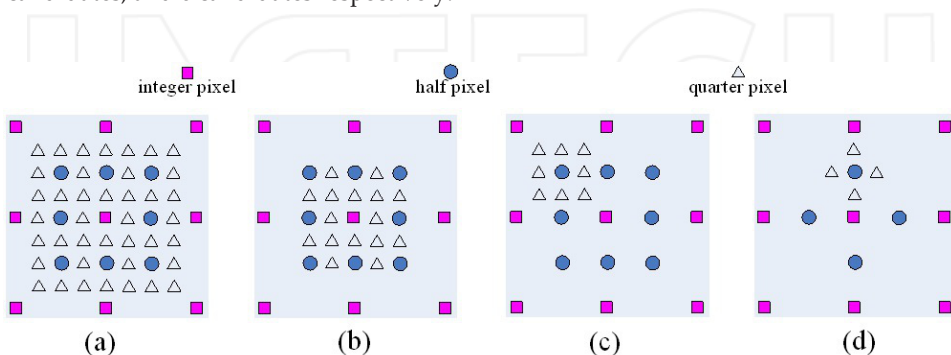 integer pixel half pixel quarter pixel
(a) (b) (c) (d)